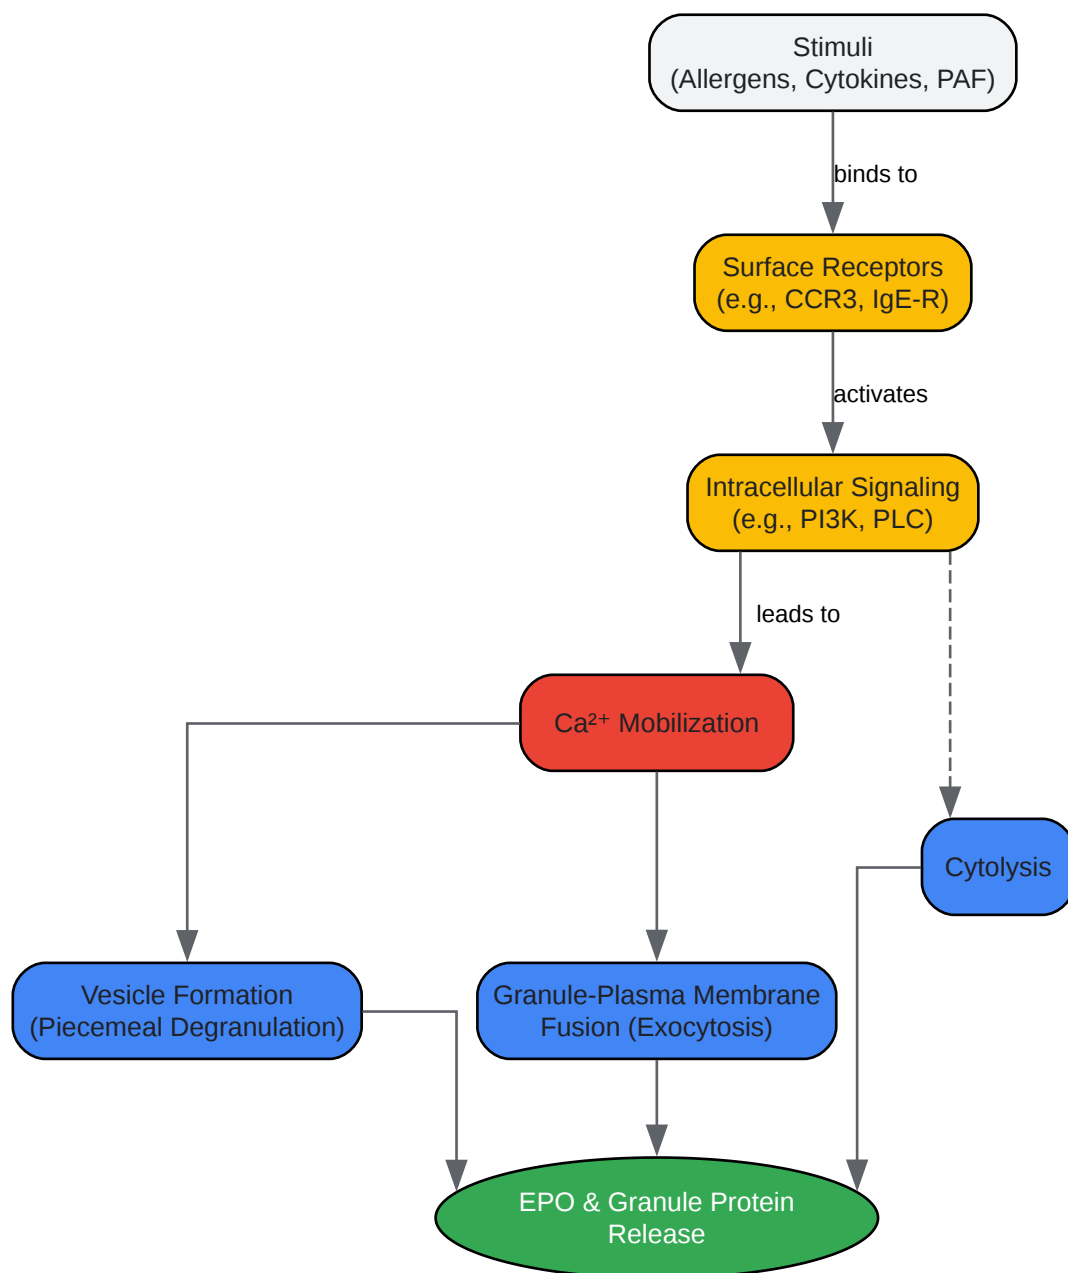 Stimuli
(Allergens, Cytokines, PAF)
binds to
Surface Receptors
(e.g., CCR3, IgE-R)
activates
Intracellular Signaling
(e.g., PI3K, PLC)
leads to
Ca²⁺ Mobilization
Cytolysis
Vesicle Formation
(Piecemeal Degranulation)
Granule-Plasma Membrane
Fusion (Exocytosis)
EPO & Granule Protein
Release